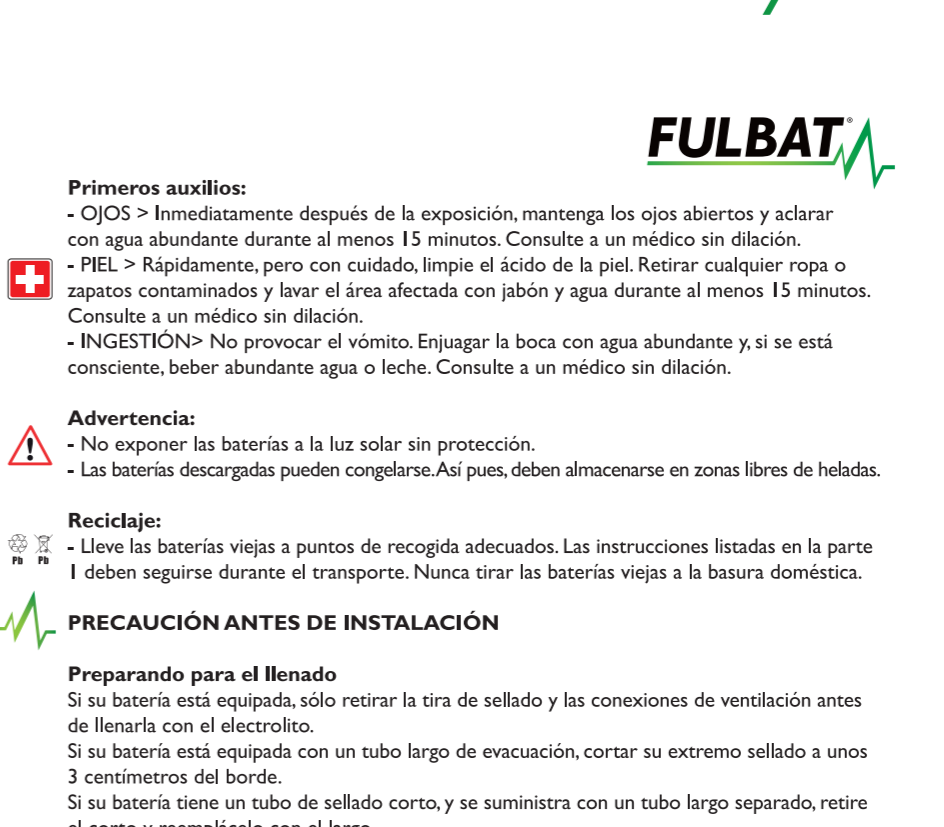 FULBAT®
Primeros auxilios:
- OJOS > Inmediatamente después de la exposición, mantenga los ojos abiertos y aclarar
con agua abundante durante al menos 15 minutos. Consulte a un médico sin dilación.
- PIEL > Rápidamente, pero con cuidado, limpie el ácido de la piel. Retirar cualquier ropa o
zapatos contaminados y lavar el área afectada con jabón y agua durante al menos 15 minutos.
Consulte a un médico sin dilación.
- INGESTIÓN> No provocar el vómito. Enjuagar la boca con agua abundante y, si se está
consciente, beber abundante agua o leche. Consulte a un médico sin dilación.
Advertencia:
- No exponer las baterías a la luz solar sin protección.
- Las baterías descargadas pueden congelarse. Así pues, deben almacenarse en zonas libres de heladas.
Reciclaje:
- Lleve las baterías viejas a puntos de recogida adecuados. Las instrucciones listadas en la parte
Pb Pb
1 deben seguirse durante el transporte. Nunca tirar las baterías viejas a la basura doméstica.
PRECAUCIÓN ANTES DE INSTALACIÓN
Preparando para el llenado
Si su batería está equipada, sólo retirar la tira de sellado y las conexiones de ventilación antes
de llenarla con el electrolito.
Si su batería está equipada con un tubo largo de evacuación, cortar su extremo sellado a unos
3 centímetros del borde.
Si su batería tiene un tubo de sellado corto, y se suministra con un tubo largo separado, retire
el corto y reemplácelo con el largo.